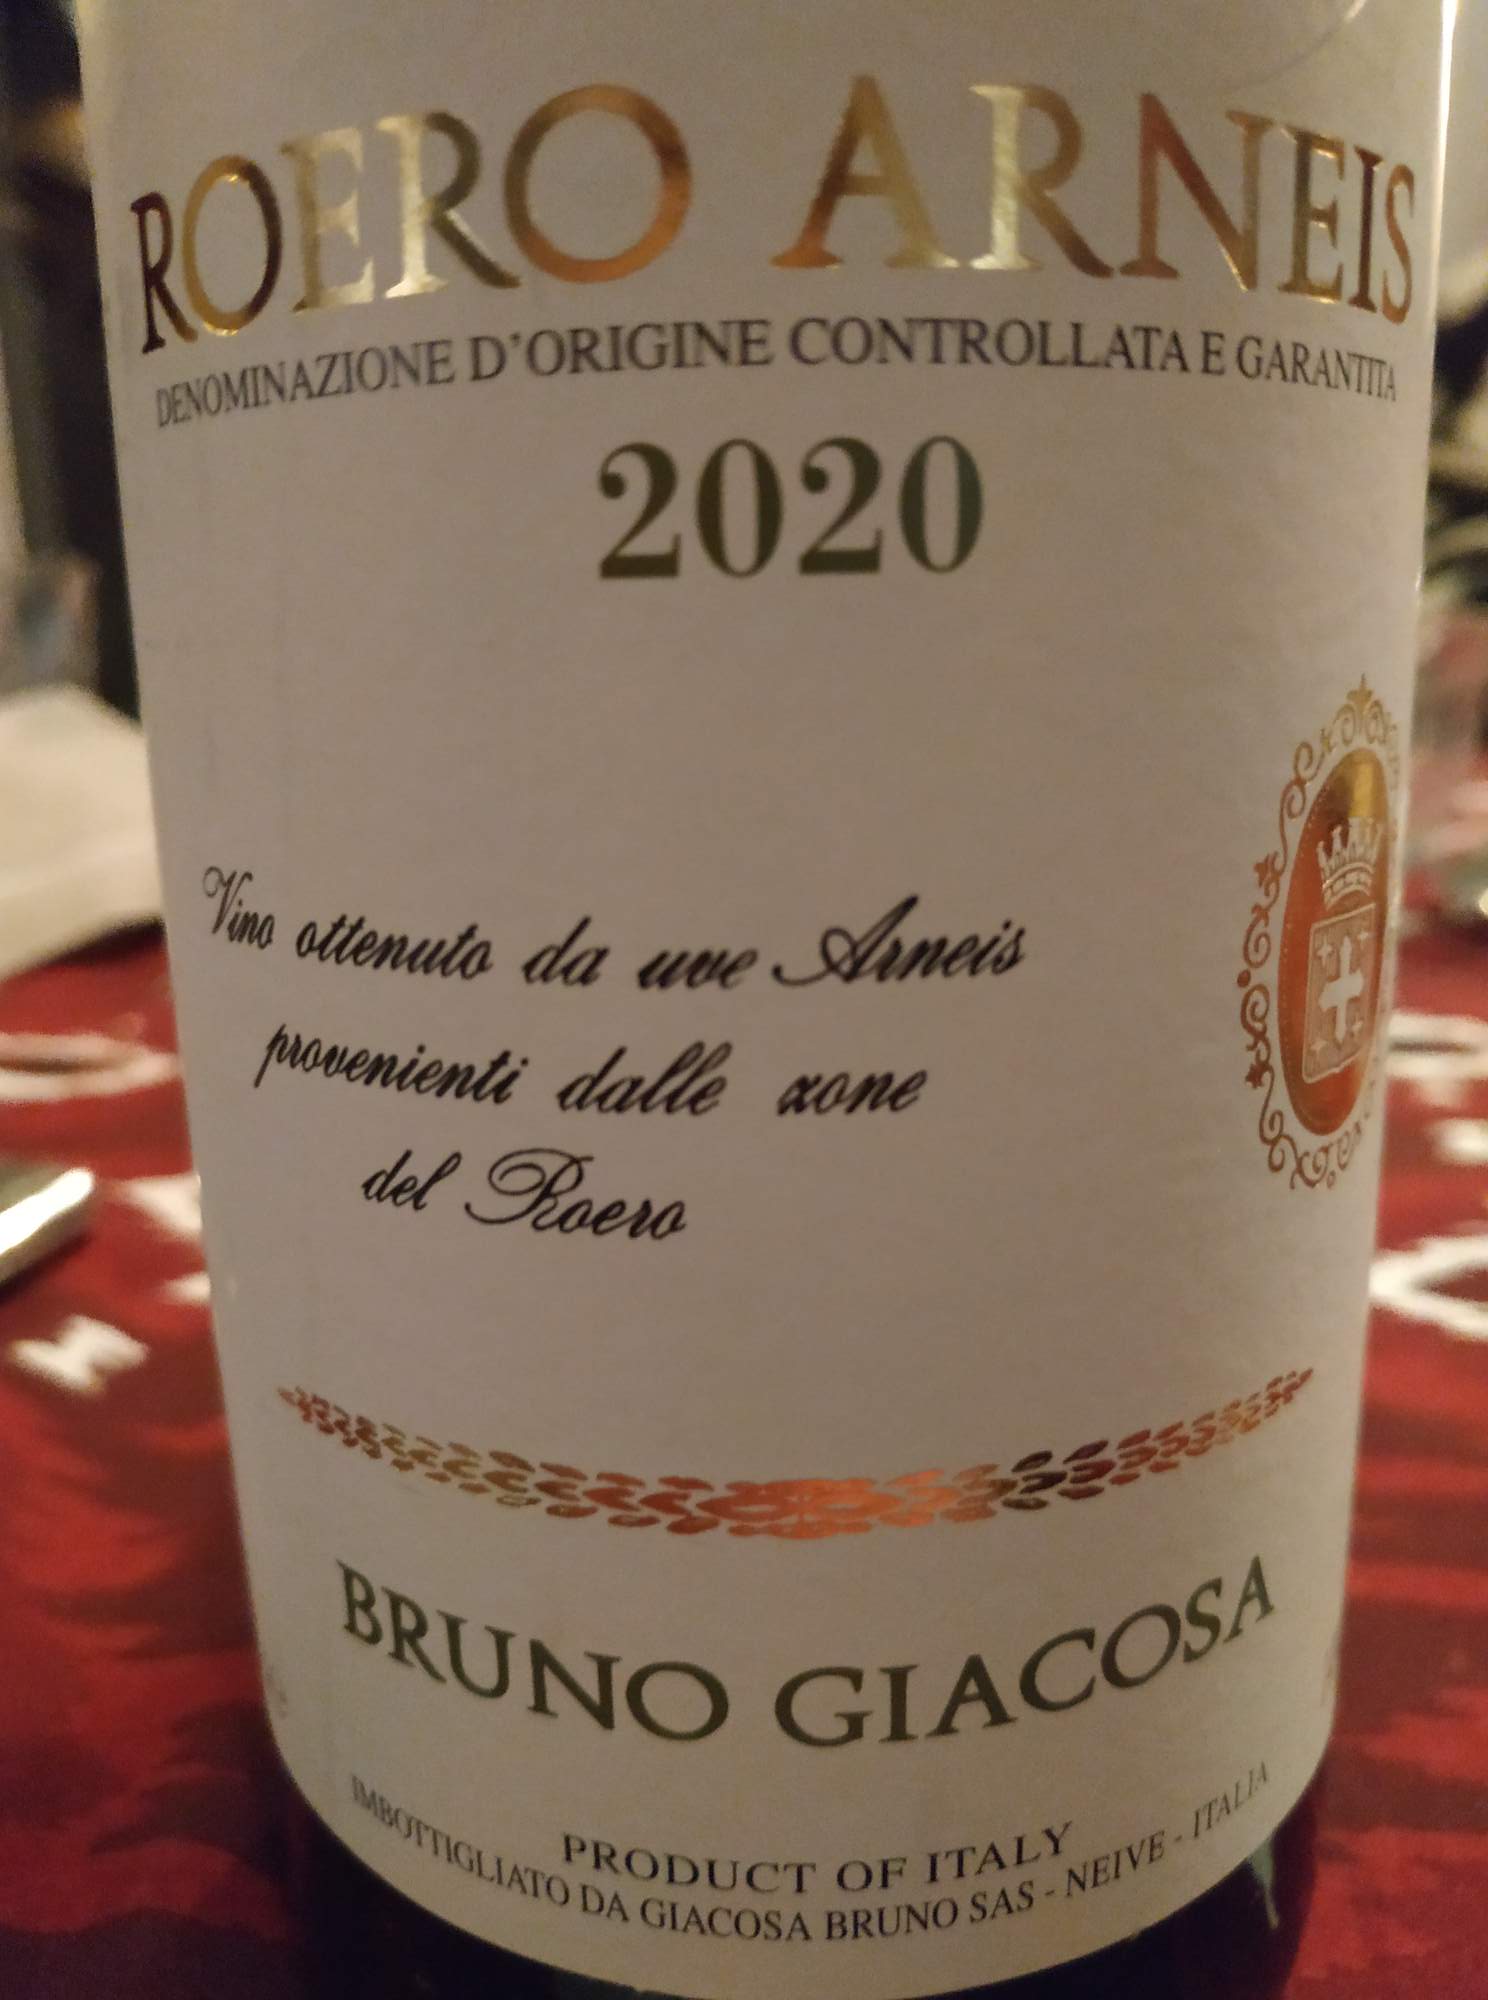 ROERO ARNEIS
DENOMINAZIONE D'ORIGINE CONTROLLATA E GARANTITA
2020
Vino ottenuto da uve Arneis
provenienti dalle zone
del Roero
BRUNO GIACOSA
PRODUCT OF ITALY
IMBOTTIGLIATO DA GIACOSA BRUNO SAS - NEIVE - ITALIA